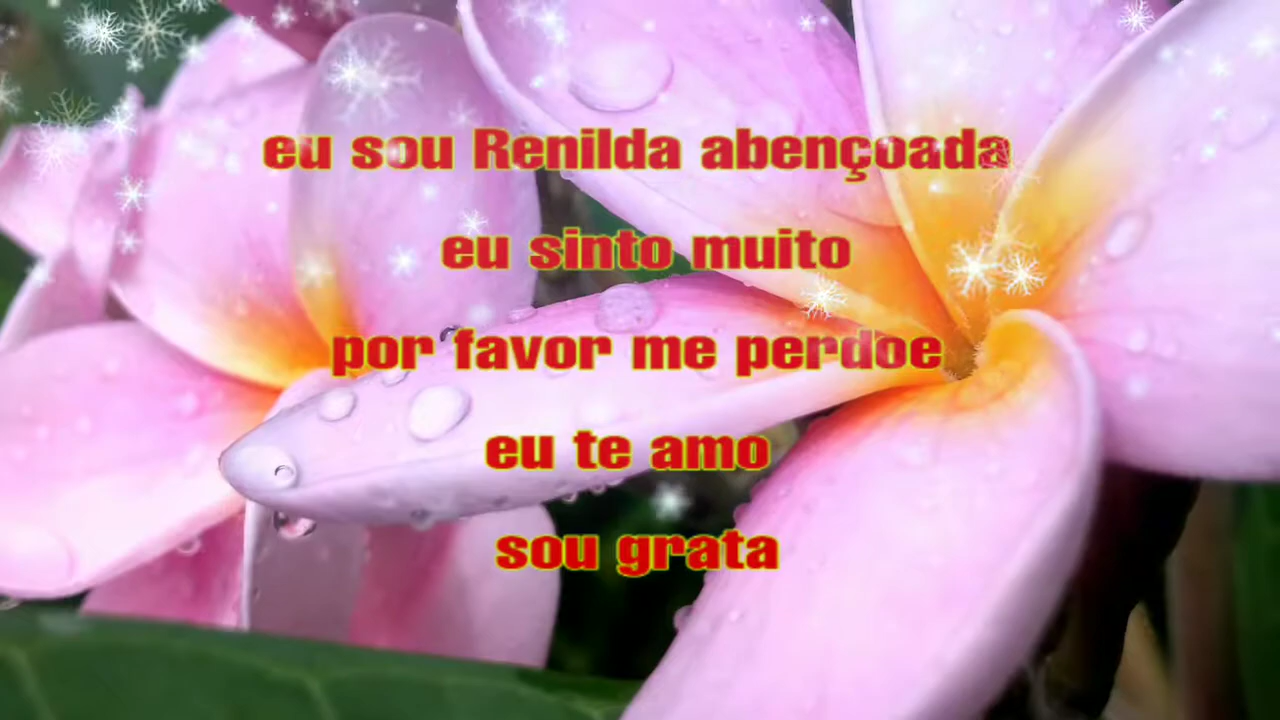 eu sou Renilda abençoada
eu sinto muito
por favor me perdoe
eu te amo
sou grata